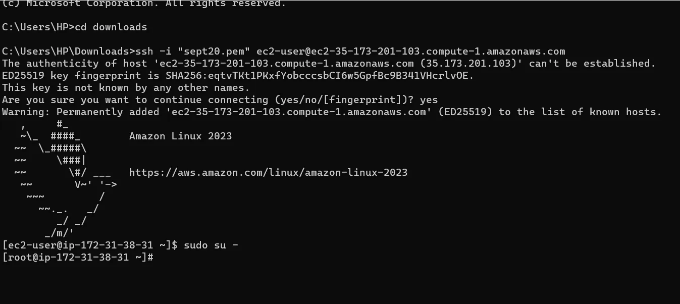 (c) Microsoft Corporation. All rights reserved.
C:\Users\HP>cd downloads
C:\Users\HP\Downloads>ssh -i "sept20.pem" ec2-user@ec2-35-173-201-103.compute-1.amazonaws.com
The authenticity of host 'ec2-35-173-201-103.compute-1.amazonaws.com (35.173.201.103)' can't be established.
ED25519 key fingerprint is SHA256:eqtvTKt1PWxfYobcccsbCI6w5GpfBc9B341VHcrlvOE.
This key is not known by any other names.
Are you sure you want to continue connecting (yes/no/[fingerprint])? yes
Warning: Permanently added 'ec2-35-173-201-103.compute-1.amazonaws.com' (ED25519) to the list of known hosts.
   ,     #_
   ~\_  ####_        Amazon Linux 2023
  ~~  \_#####\
  ~~     \###|
  ~~       \#/ ___   https://aws.amazon.com/linux/amazon-linux-2023
   ~~       V~' '->
    ~~~         /
      ~~._.   _/
         _/ _/
       _/m/'
[ec2-user@ip-172-31-38-31 ~]$ sudo su -
[root@ip-172-31-38-31 ~]#